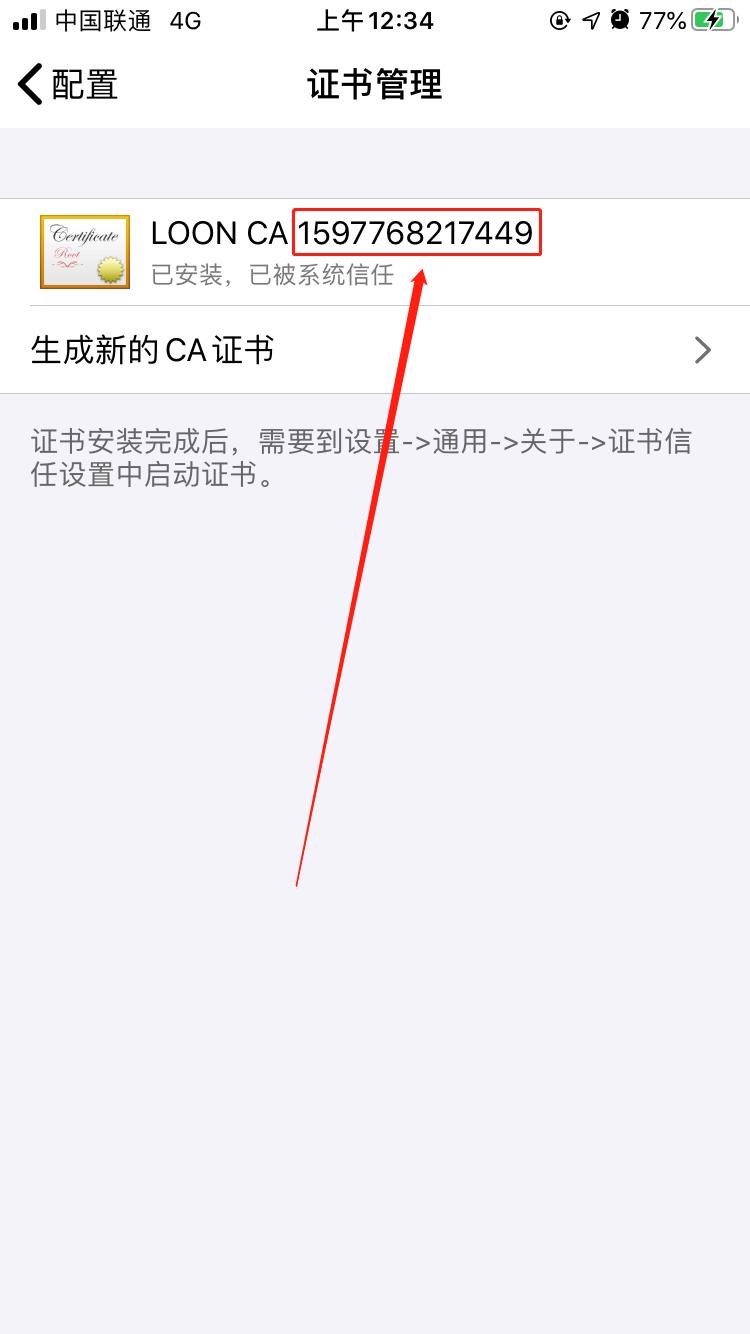 中国联通 4G 上午12:34 77%
配置 证书管理
Certificate
Root
LOON CA 1597768217449
已安装，已被系统信任
生成新的CA证书
证书安装完成后，需要到设置->通用->关于->证书信
任设置中启动证书。